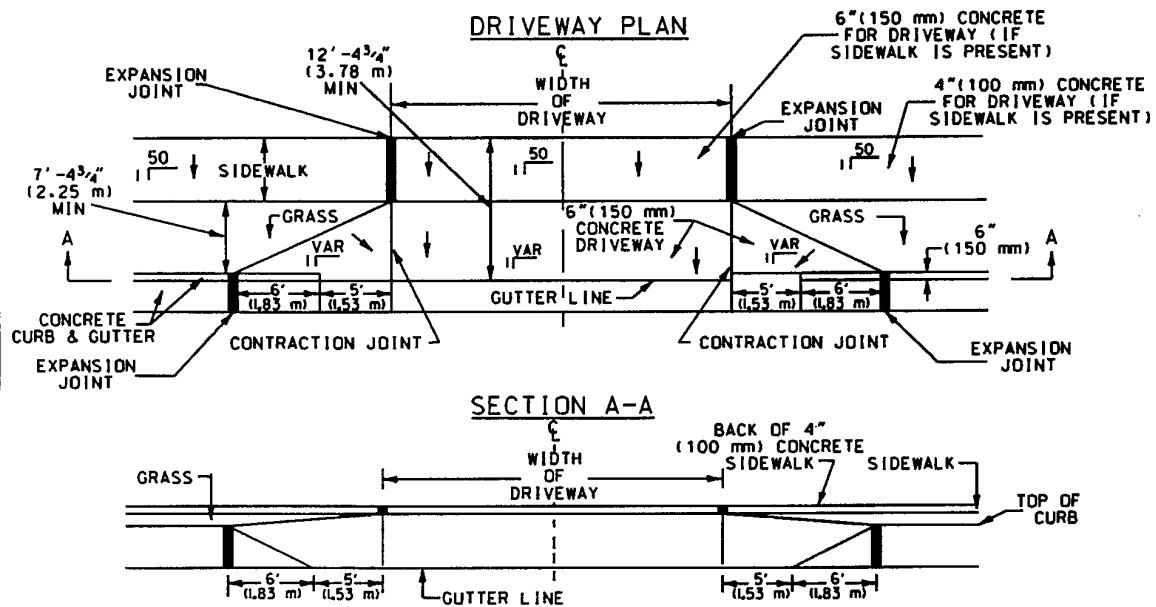 DRIVEWAY PLAN
℄
WIDTH
OF
DRIVEWAY
12'-4¾"
(3.78 m)
MIN
EXPANSION
JOINT
6"(150 mm) CONCRETE
FOR DRIVEWAY (IF
SIDEWALK IS PRESENT)
4"(100 mm) CONCRETE
FOR DRIVEWAY (IF
SIDEWALK IS PRESENT)
EXPANSION
JOINT
50
1
SIDEWALK
50
1
50
1
7'-4¾"
(2.25 m)
MIN
GRASS
6"(150 mm)
CONCRETE
DRIVEWAY
GRASS
VAR
1
VAR
1
VAR
1
6"
(150 mm)
A
A
6'
(1.83 m)
5'
(1.53 m)
GUTTER LINE
5'
(1.53 m)
6'
(1.83 m)
CONCRETE
CURB & GUTTER
EXPANSION
JOINT
CONTRACTION JOINT
CONTRACTION JOINT
EXPANSION
JOINT
SECTION A-A
℄
WIDTH
OF
DRIVEWAY
BACK OF 4"
(100 mm) CONCRETE
SIDEWALK
SIDEWALK
GRASS
TOP OF
CURB
6'
(1.83 m)
5'
(1.53 m)
GUTTER LINE
5'
(1.53 m)
6'
(1.83 m)